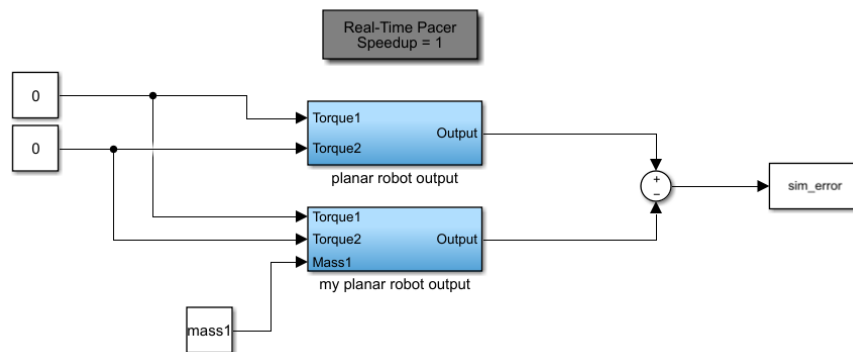 Real-Time Pacer
Speedup = 1
0
0
Torque1
Torque2
Output
planar robot output
Torque1
Torque2
Mass1
Output
my planar robot output
+
−
sim_error
mass1